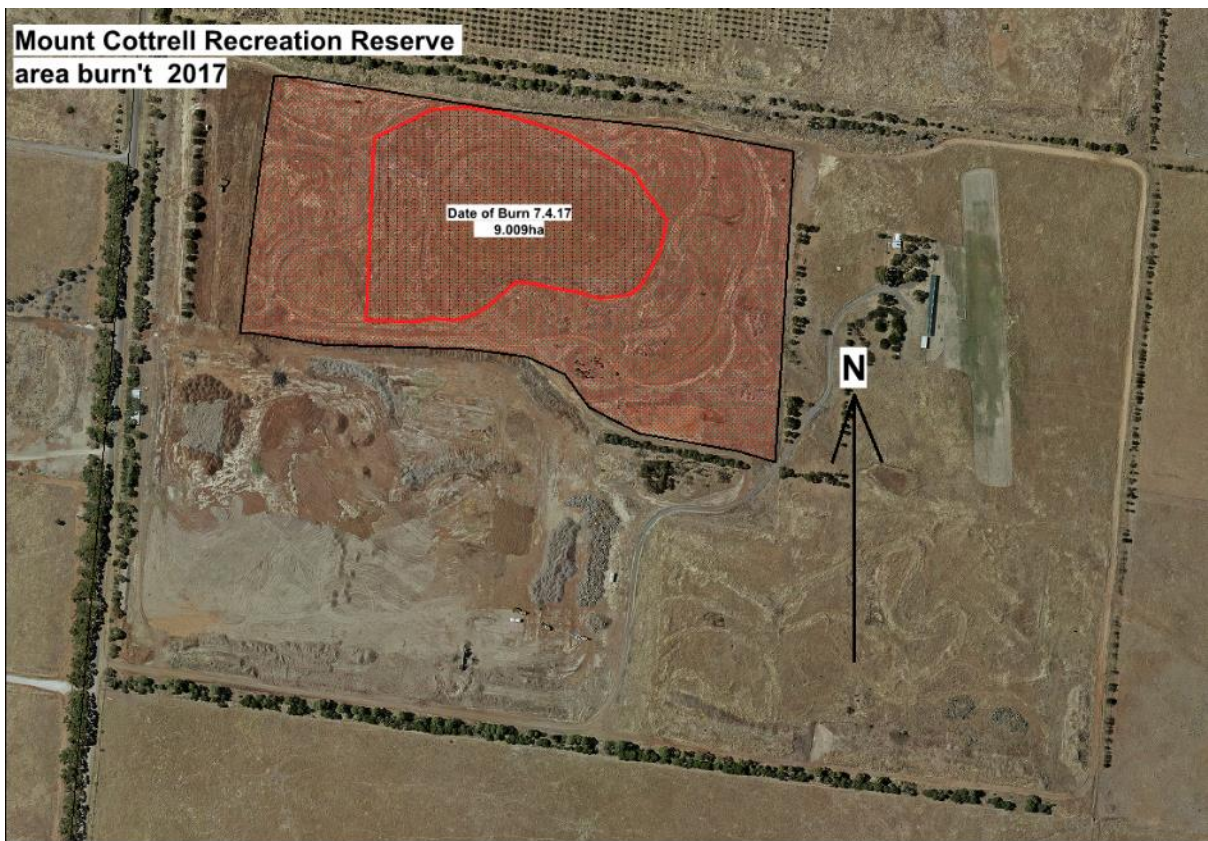 Mount Cottrell Recreation Reserve
area burn't 2017
Date of Burn 7.4.17
9.009ha
N